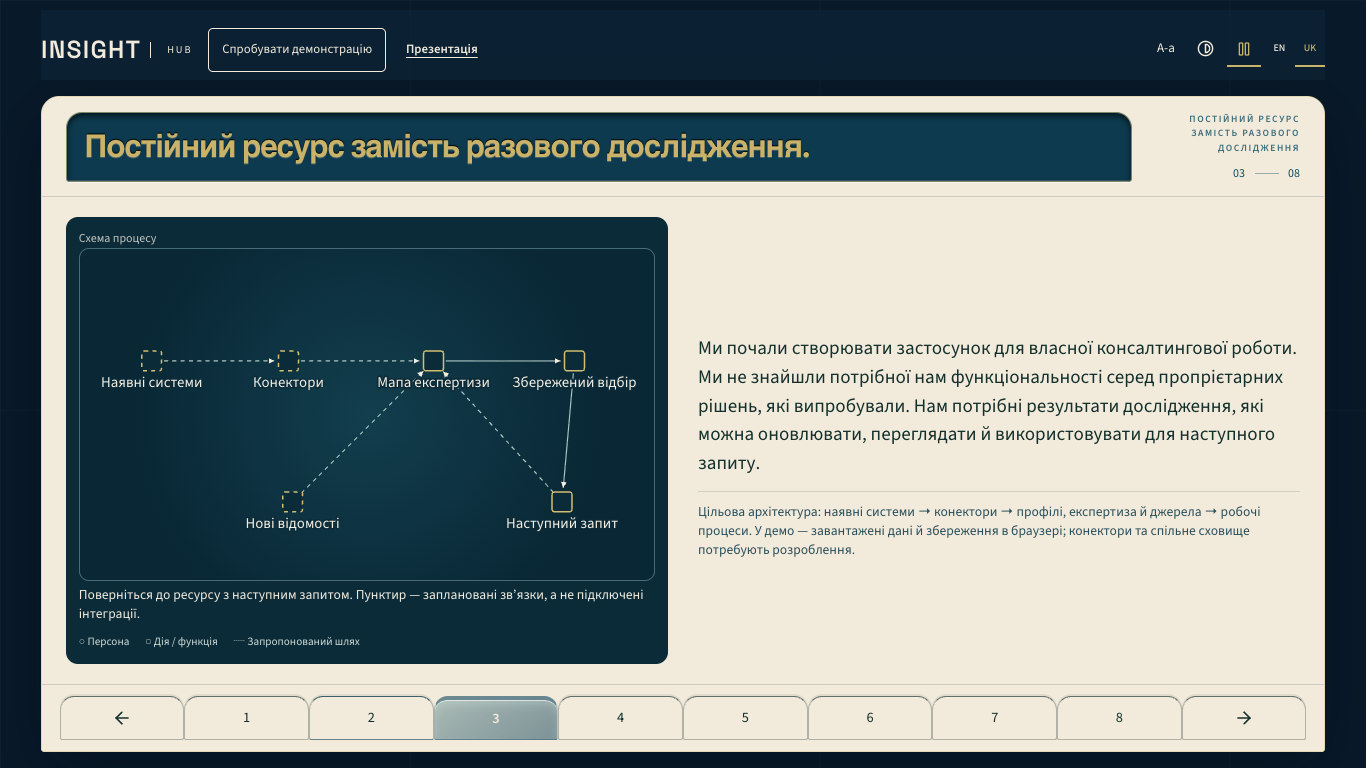 INSIGHT
HUB
Спробувати демонстрацію
Презентація
A-a
EN
UK
Постійний ресурс замість разового дослідження.
ПОСТІЙНИЙ РЕСУРС
ЗАМІСТЬ РАЗОВОГО
ДОСЛІДЖЕННЯ
03
08
Схема процесу
Наявні системи
Конектори
Мапа експертизи
Збережений відбір
Нові відомості
Наступний запит
Поверніться до ресурсу з наступним запитом. Пунктир — заплановані зв’язки, а не підключені
інтеграції.
Персона
Дія / функція
Запропонований шлях
Ми почали створювати застосунок для власної консалтингової роботи.
Ми не знайшли потрібної нам функціональності серед пропрієтарних
рішень, які випробували. Нам потрібні результати дослідження, які
можна оновлювати, переглядати й використовувати для наступного
запиту.
Цільова архітектура: наявні системи → конектори → профілі, експертиза й джерела → робочі
процеси. У демо — завантажені дані й збереження в браузері; конектори та спільне сховище
потребують розроблення.
←
1
2
3
4
5
6
7
8
→